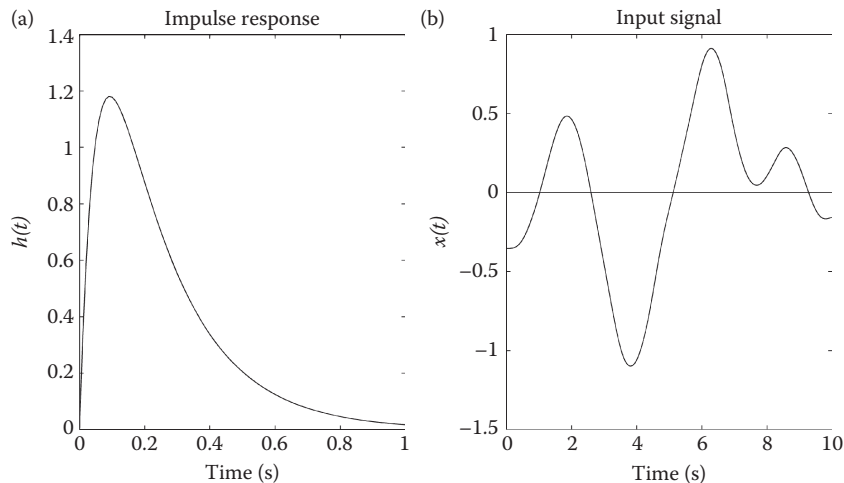 (a)
Impulse response
1.4
1.2
1
0.8
0.6
0.4
0.2
0
h(t)
0 0.2 0.4 0.6 0.8 1
Time (s)
(b)
Input signal
1
0.5
0
−0.5
−1
−1.5
x(t)
0 2 4 6 8 10
Time (s)